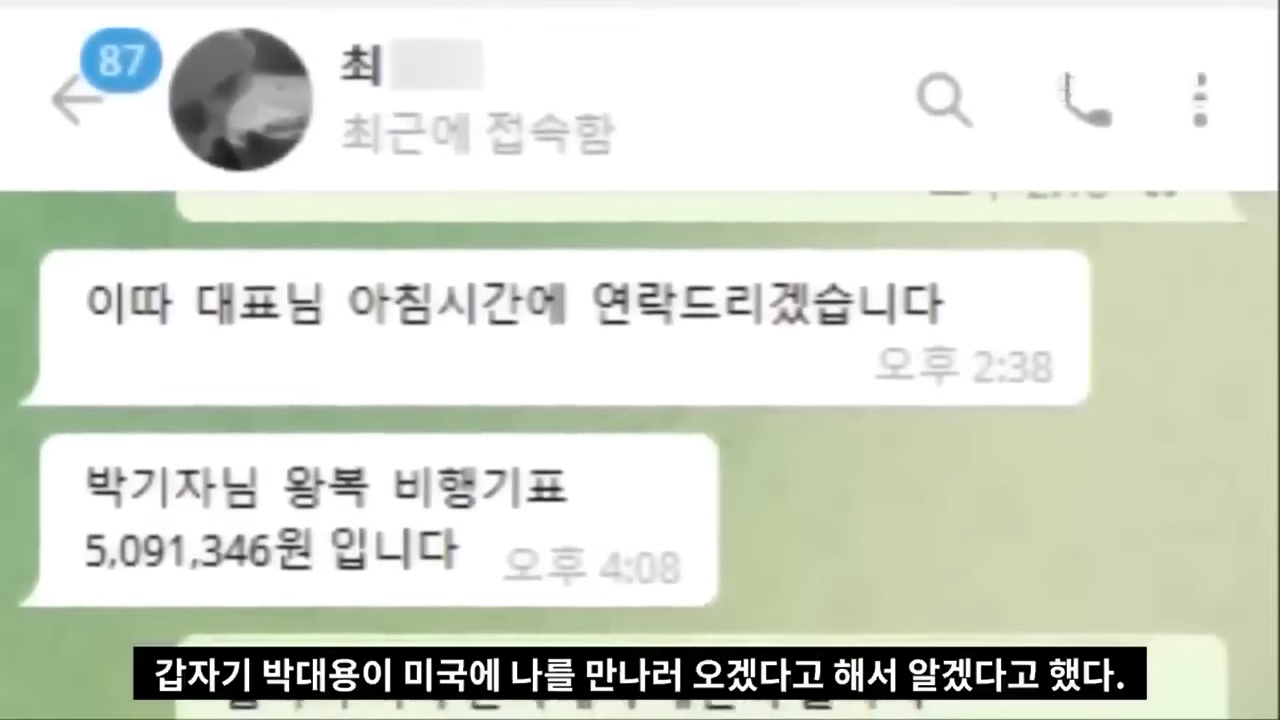 87
최
최근에 접속함
이따 대표님 아침시간에 연락드리겠습니다
오후 2:38
박기자님 왕복 비행기표
5,091,346원 입니다
오후 4:08
갑자기 박대용이 미국에 나를 만나러 오겠다고 해서 알겠다고 했다.